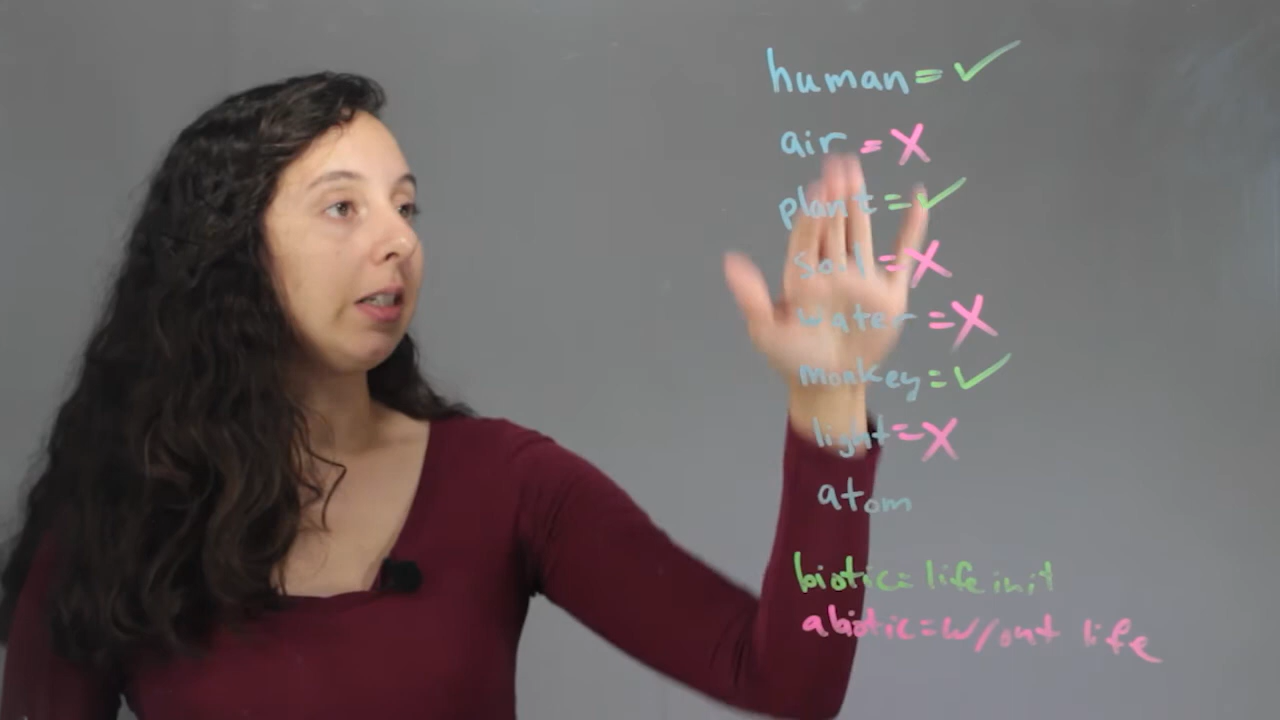 human = ✓
air = X
plant = ✓
soil = X
water = X
monkey = ✓
light = X
atom
biotic = life in it
abiotic = w/out life